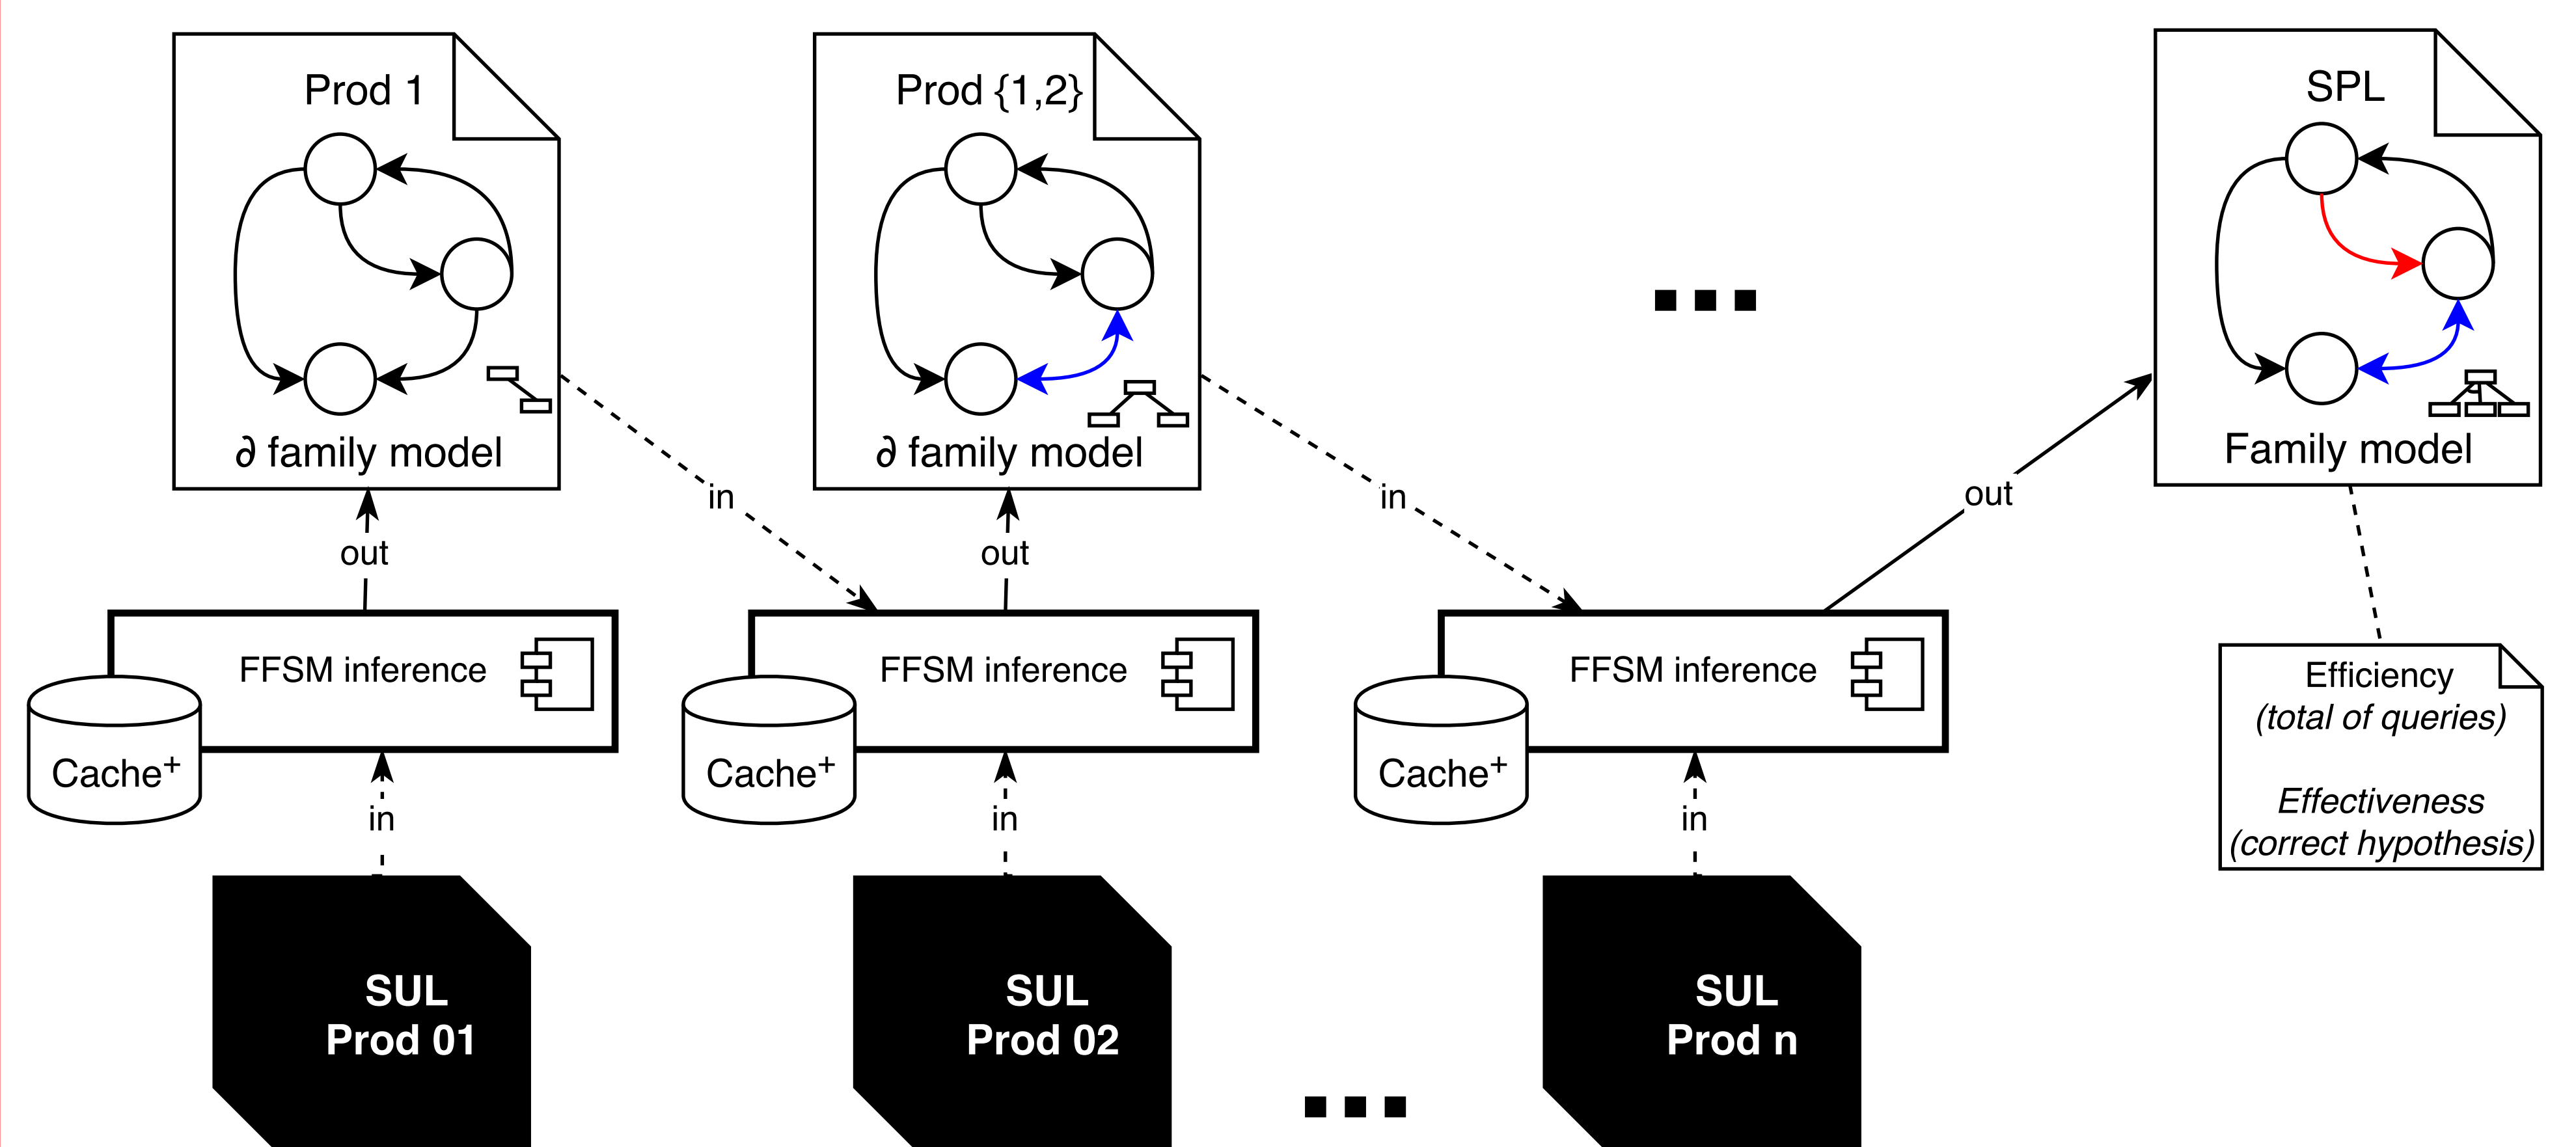 Prod 1
∂ family model
Prod {1,2}
∂ family model
SPL
Family model
in
in
out
out
out
FFSM inference
Cache⁺
FFSM inference
Cache⁺
FFSM inference
Cache⁺
Efficiency
(total of queries)
Effectiveness
(correct hypothesis)
in
in
in
SUL
Prod 01
SUL
Prod 02
SUL
Prod n